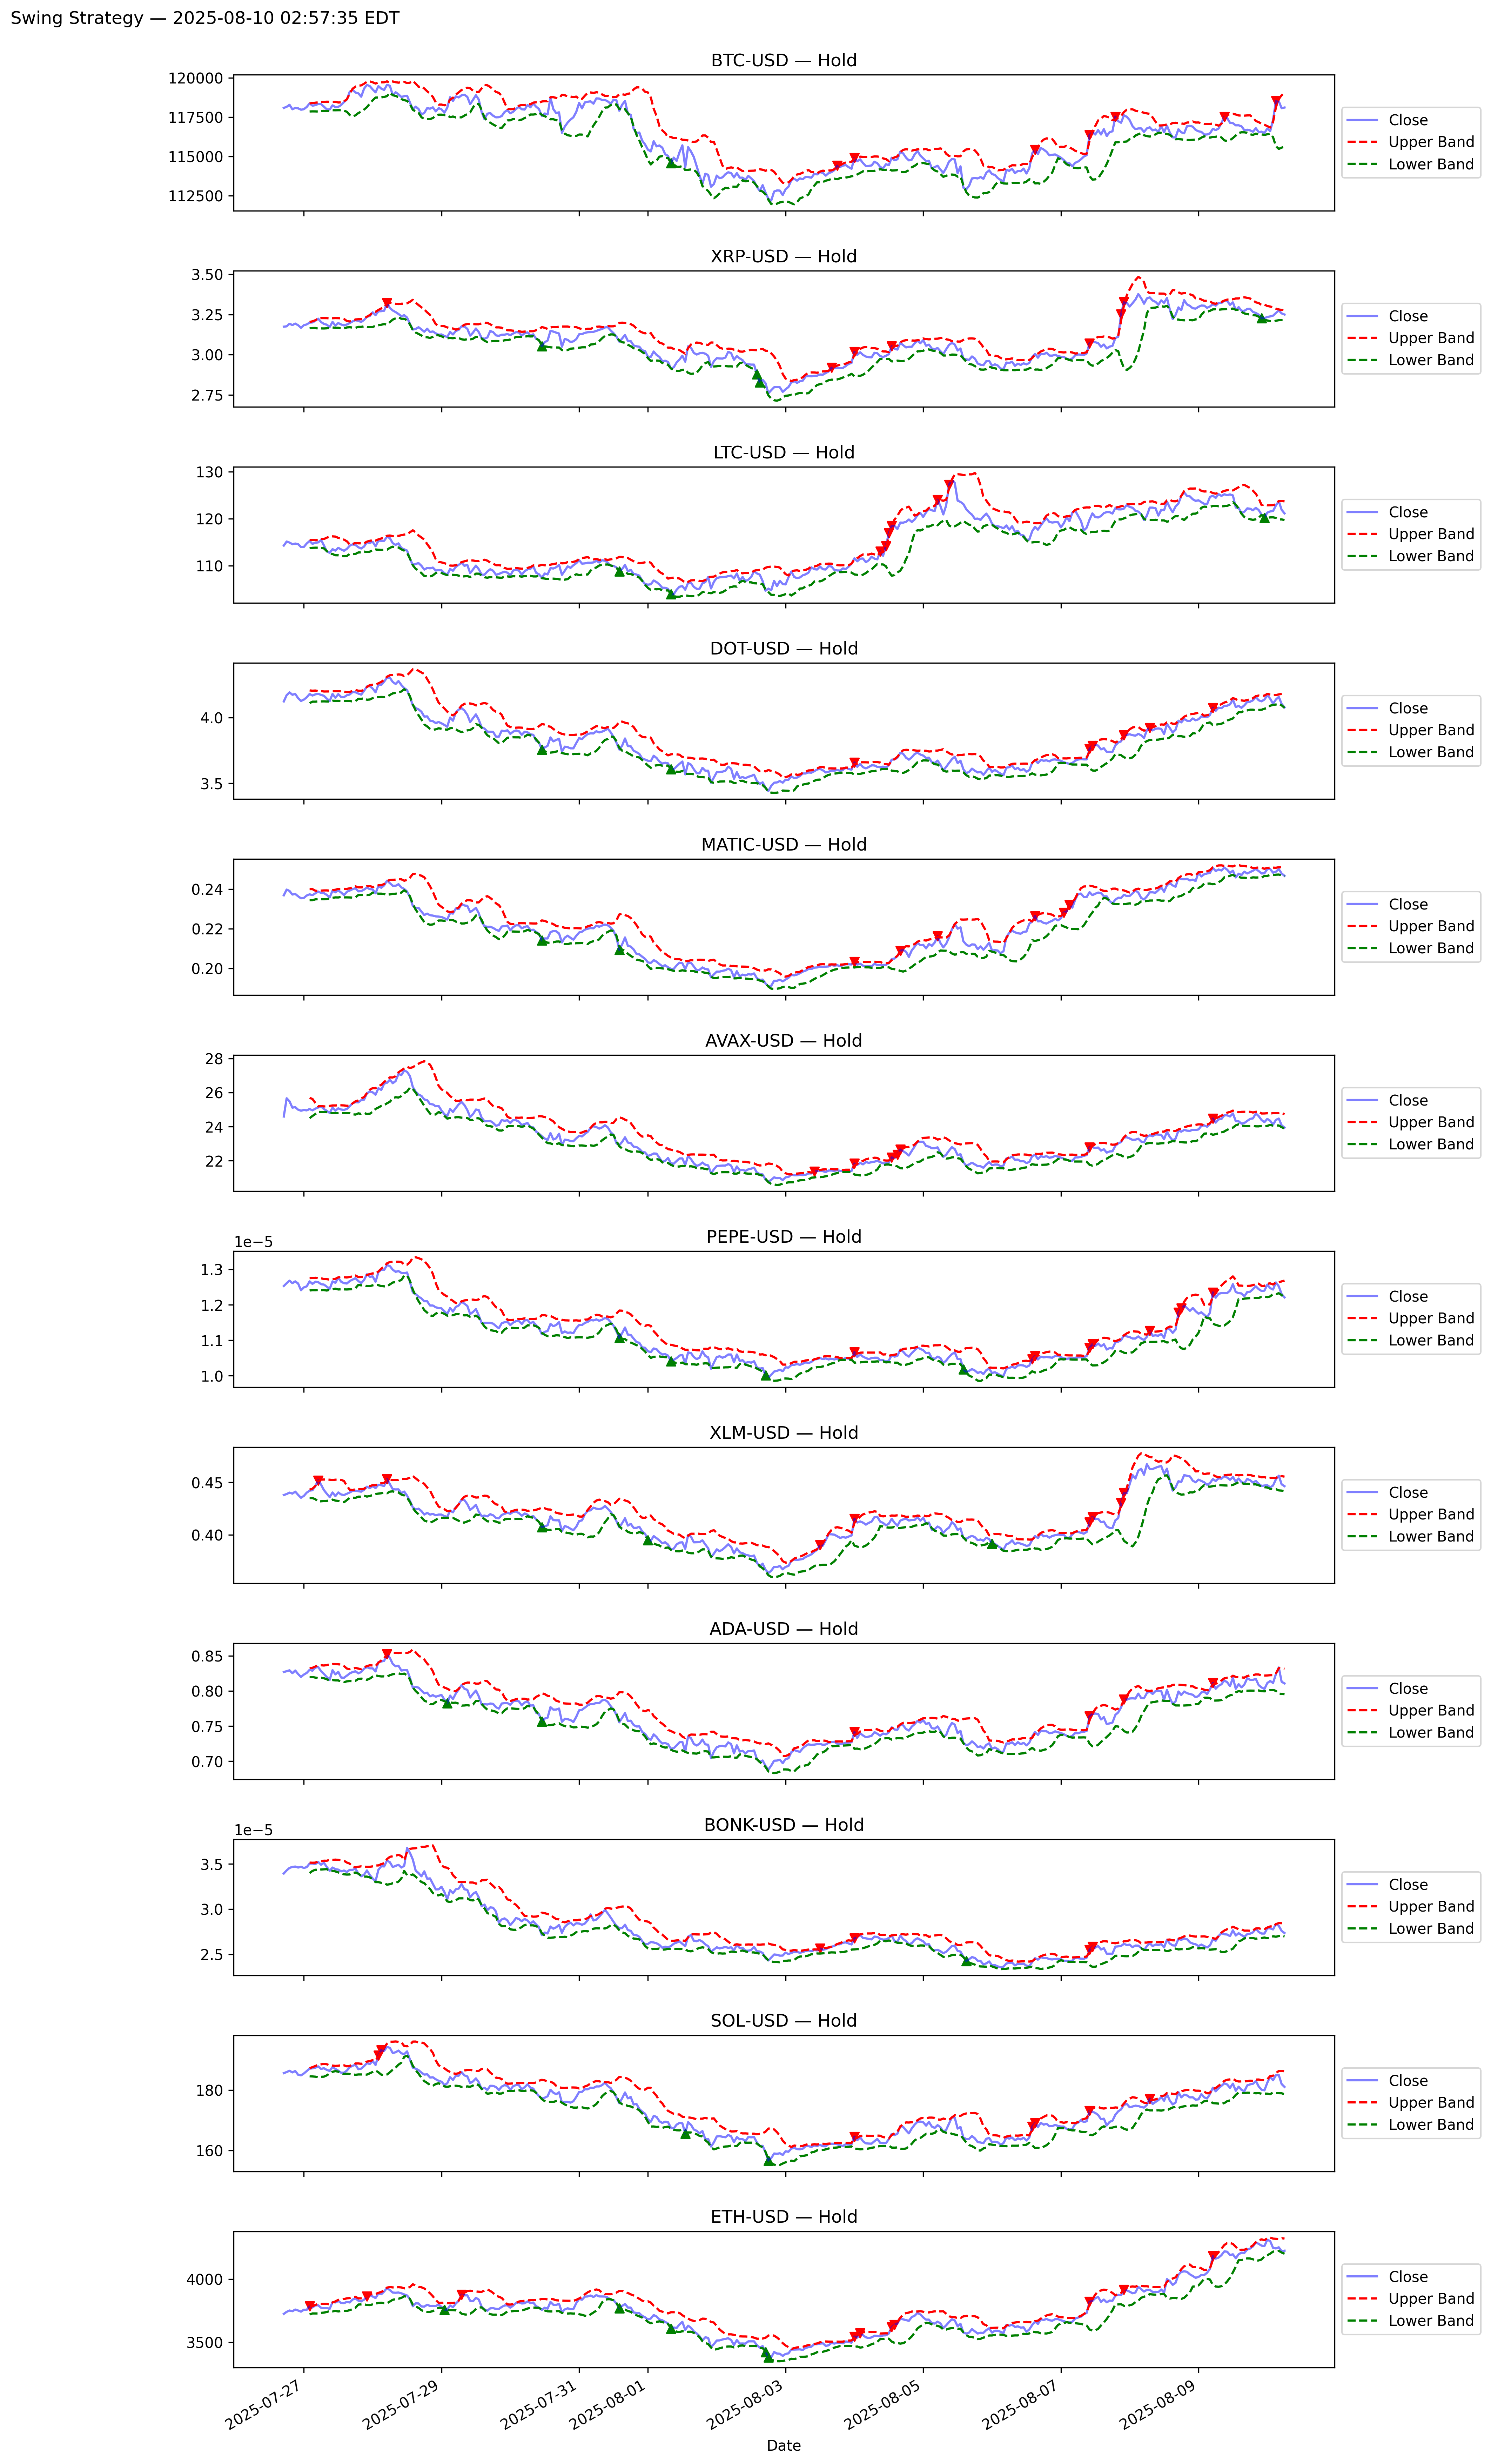 Swing Strategy — 2025-08-10 02:57:35 EDT
BTC-USD — Hold
120000
117500
115000
112500
Close
Upper Band
Lower Band
XRP-USD — Hold
3.50
3.25
3.00
2.75
Close
Upper Band
Lower Band
LTC-USD — Hold
130
120
110
Close
Upper Band
Lower Band
DOT-USD — Hold
4.0
3.5
Close
Upper Band
Lower Band
MATIC-USD — Hold
0.24
0.22
0.20
Close
Upper Band
Lower Band
AVAX-USD — Hold
28
26
24
22
Close
Upper Band
Lower Band
PEPE-USD — Hold
1e−5
1.3
1.2
1.1
1.0
Close
Upper Band
Lower Band
XLM-USD — Hold
0.45
0.40
Close
Upper Band
Lower Band
ADA-USD — Hold
0.85
0.80
0.75
0.70
Close
Upper Band
Lower Band
BONK-USD — Hold
1e−5
3.5
3.0
2.5
Close
Upper Band
Lower Band
SOL-USD — Hold
180
160
Close
Upper Band
Lower Band
ETH-USD — Hold
4000
3500
Close
Upper Band
Lower Band
2025-07-27
2025-07-29
2025-07-31
2025-08-01
2025-08-03
2025-08-05
2025-08-07
2025-08-09
Date